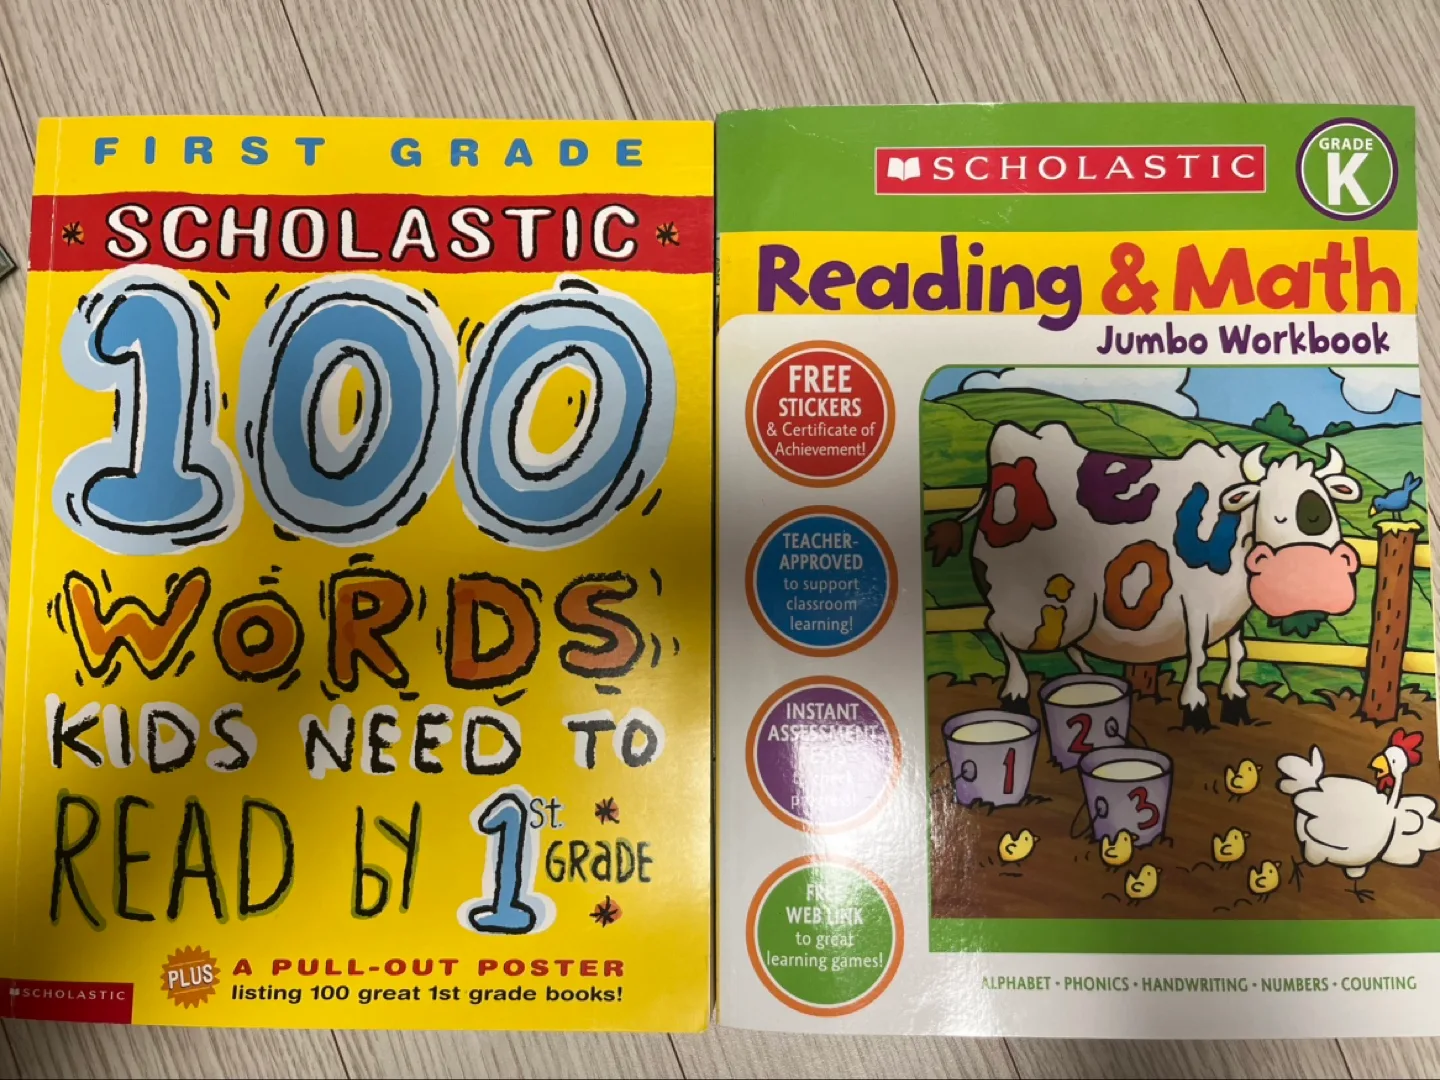 FIRST GRADE
SCHOLASTIC
100
WORDS
KIDS NEED TO
READ by 1st GRADE
PLUS
A PULL-OUT POSTER
listing 100 great 1st grade books!
SCHOLASTIC
SCHOLASTIC
GRADE
K
Reading & Math
Jumbo Workbook
FREE
STICKERS
& Certificate of
Achievement!
TEACHER-
APPROVED
to support
classroom
learning!
INSTANT
ASSESSMENT
FREE
WEB LINK
to great
learning games!
a e i o u
1 2 3
ALPHABET • PHONICS • HANDWRITING • NUMBERS • COUNTING